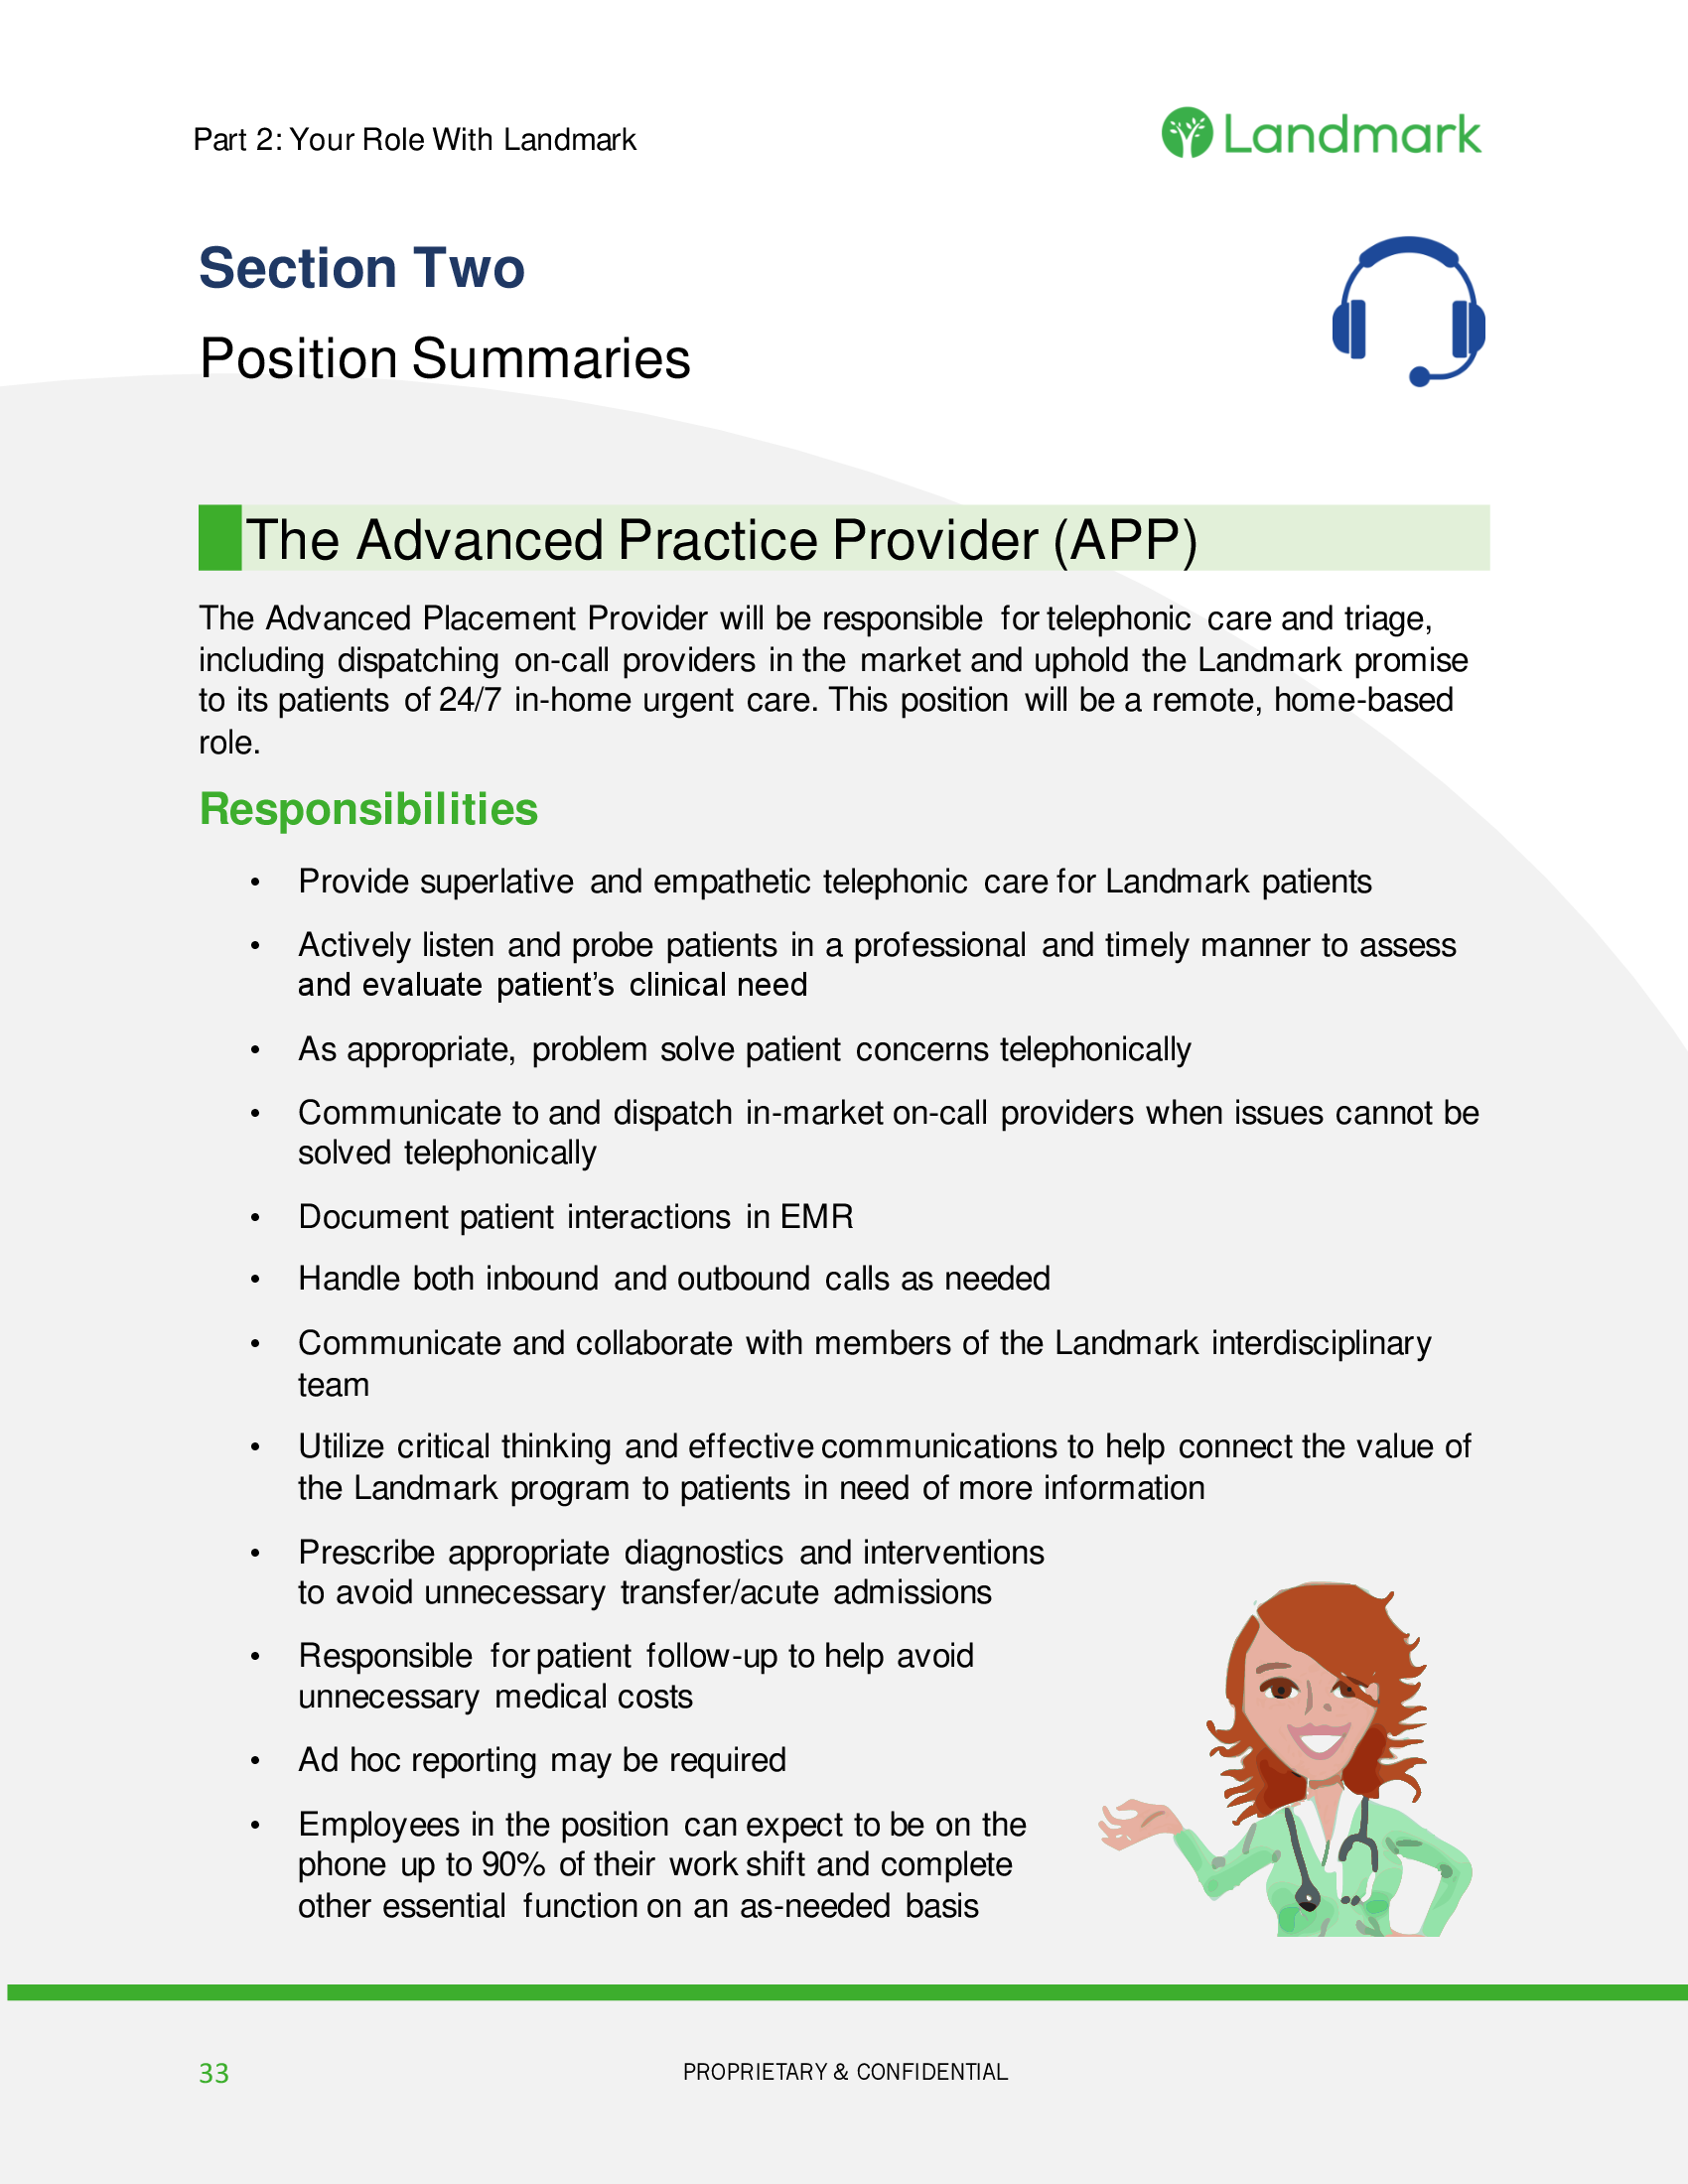 Part 2: Your Role With Landmark
Landmark
Section Two
Position Summaries
The Advanced Practice Provider (APP)
The Advanced Placement Provider will be responsible for telephonic care and triage,
including dispatching on-call providers in the market and uphold the Landmark promise
to its patients of 24/7 in-home urgent care. This position will be a remote, home-based
role.
Responsibilities
• Provide superlative and empathetic telephonic care for Landmark patients
• Actively listen and probe patients in a professional and timely manner to assess
and evaluate patient’s clinical need
• As appropriate, problem solve patient concerns telephonically
• Communicate to and dispatch in-market on-call providers when issues cannot be
solved telephonically
• Document patient interactions in EMR
• Handle both inbound and outbound calls as needed
• Communicate and collaborate with members of the Landmark interdisciplinary
team
• Utilize critical thinking and effective communications to help connect the value of
the Landmark program to patients in need of more information
• Prescribe appropriate diagnostics and interventions
to avoid unnecessary transfer/acute admissions
• Responsible for patient follow-up to help avoid
unnecessary medical costs
• Ad hoc reporting may be required
• Employees in the position can expect to be on the
phone up to 90% of their work shift and complete
other essential function on an as-needed basis
33
PROPRIETARY & CONFIDENTIAL